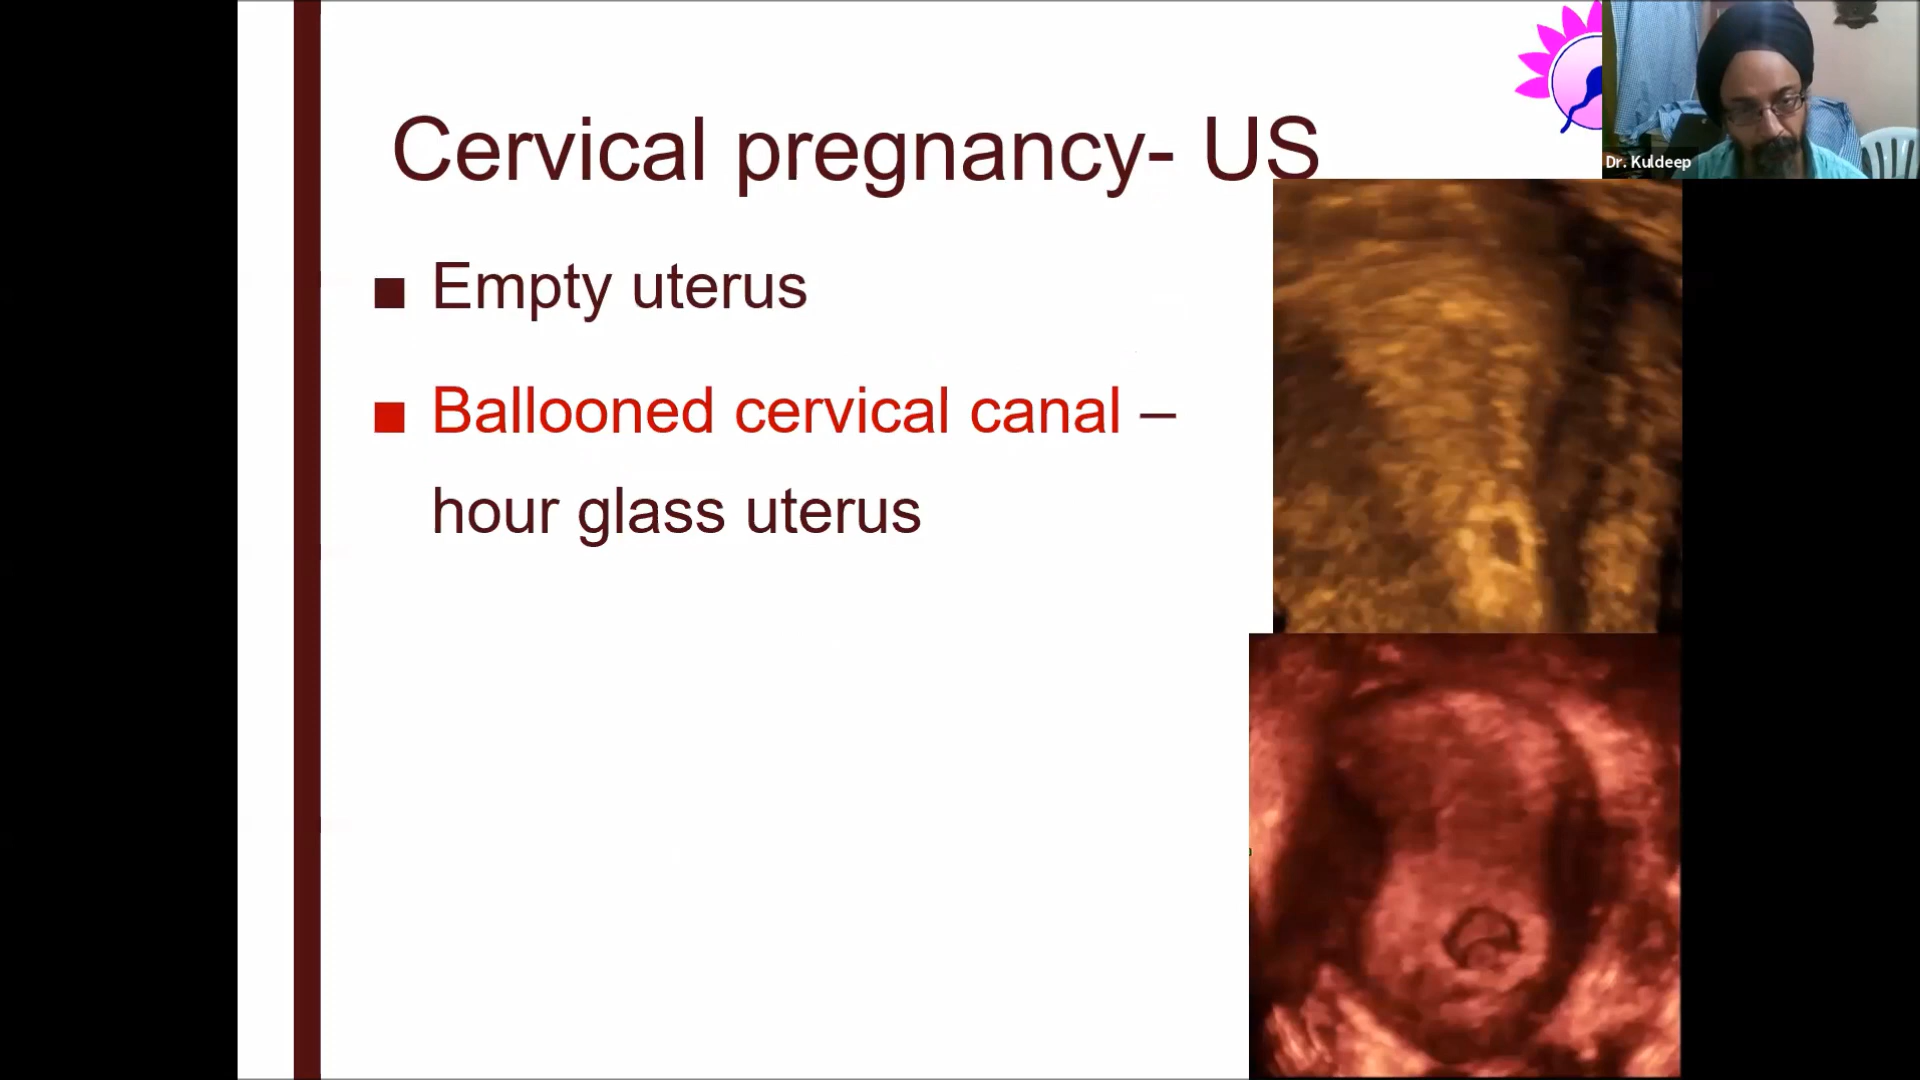 Cervical pregnancy- US
Dr. Kuldeep
■ Empty uterus
■ Ballooned cervical canal –
hour glass uterus